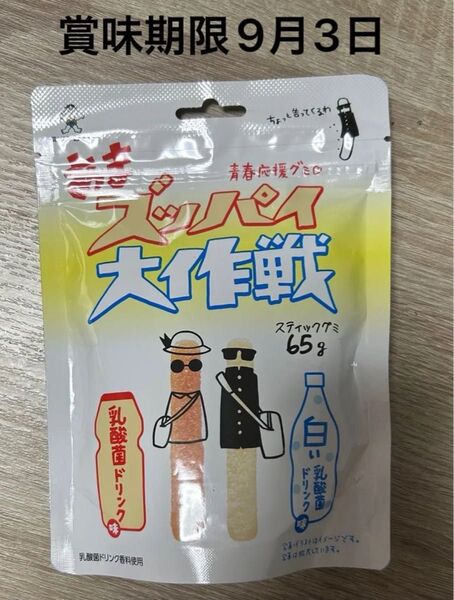 賞味期限9月3日
ちょっと告ってくるわ
青春応援グミ
ズッパイ
大作戦
スティックグミ
65g
乳酸菌ドリンク味
白い乳酸菌ドリンク味
乳酸菌ドリンク香料使用